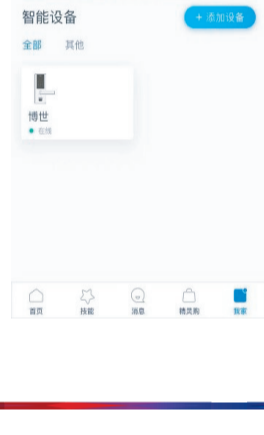 智能设备
+ 添加设备
全部 其他
博世
在线
首页 技能 消息 精灵购 我家